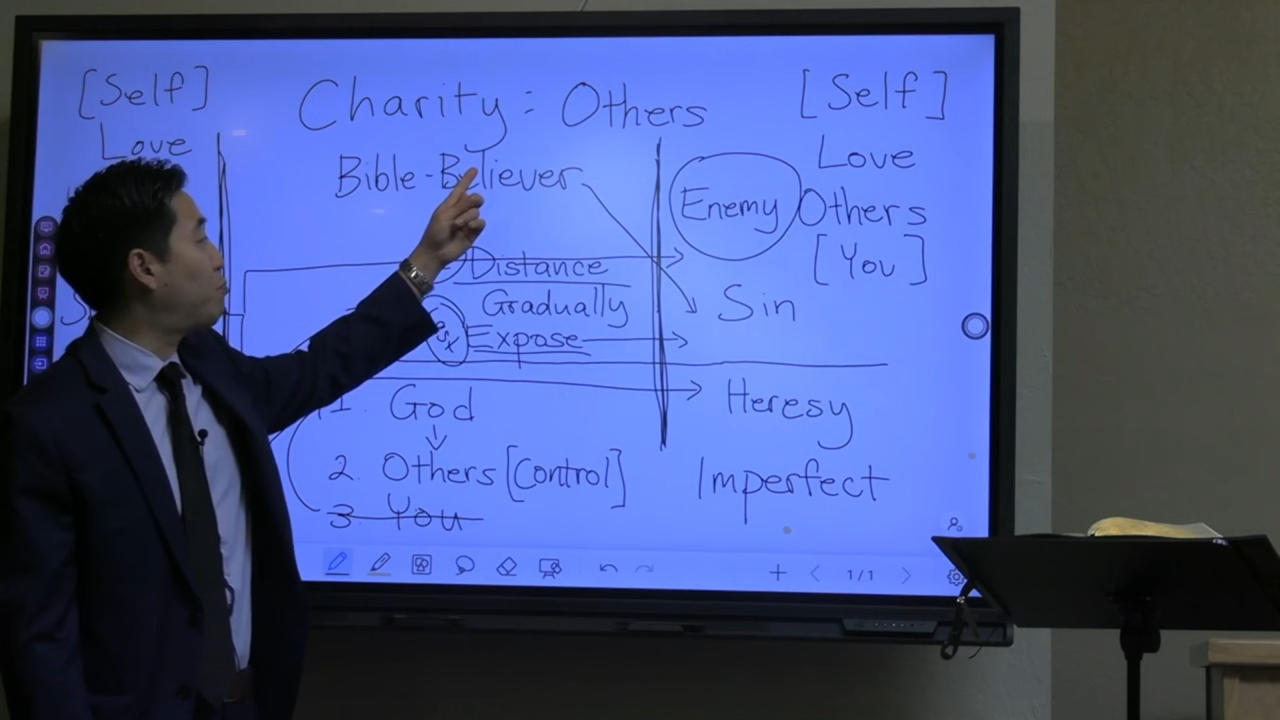 [Self]
Love
Charity: Others
Bible-Believer
Distance
Gradually
Expose
1. God
2. Others [Control]
3. You
[Self]
Love
Enemy Others
[You]
Sin
Heresy
Imperfect
1/1